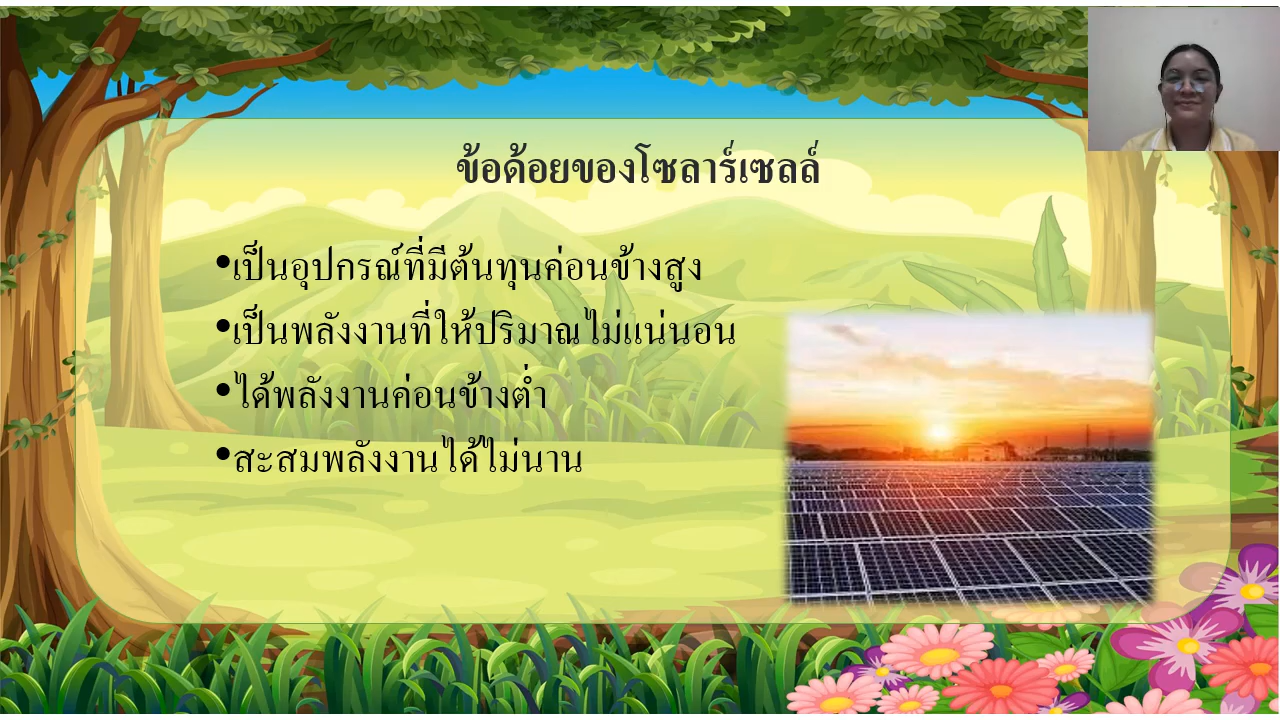 ข้อด้อยของโซลาร์เซลล์
•เป็นอุปกรณ์ที่มีต้นทุนค่อนข้างสูง
•เป็นพลังงานที่ให้ปริมาณไม่แน่นอน
•ได้พลังงานค่อนข้างต่ำ
•สะสมพลังงานได้ไม่นาน